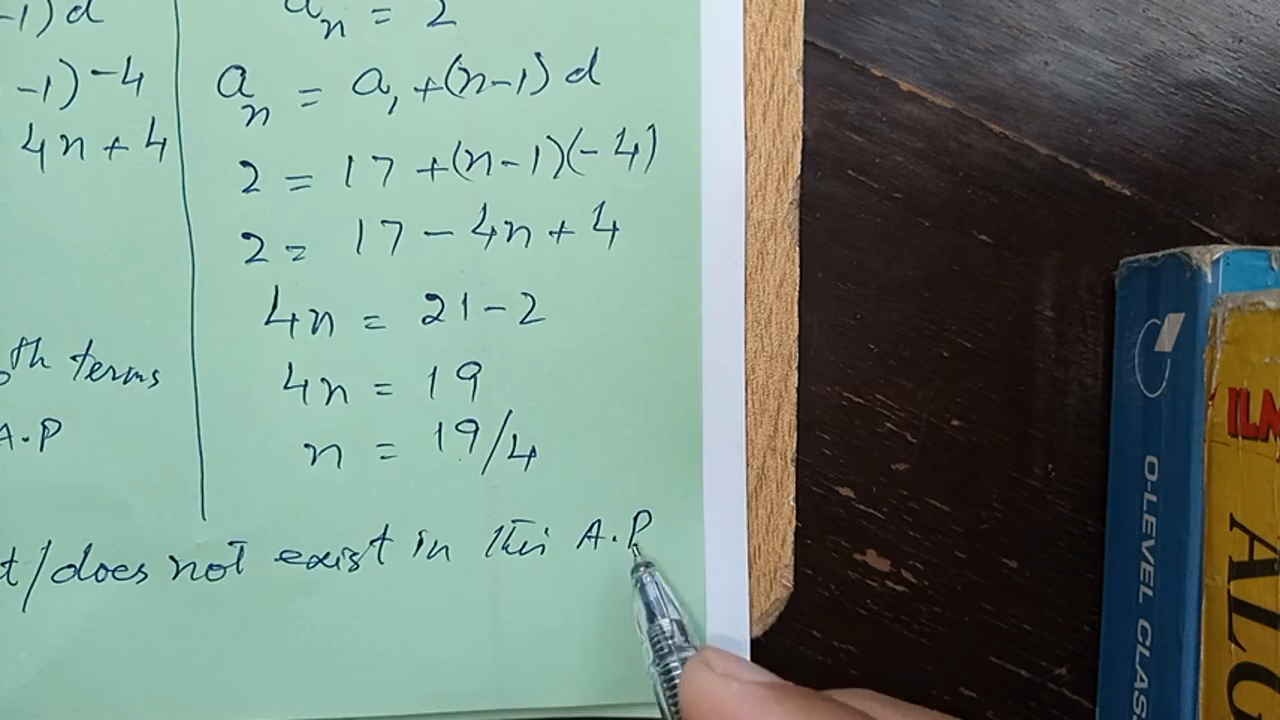 -1) d
-1) -4
4n + 4
th terms
A.P
aₙ = 2
aₙ = a₁ + (n-1) d
2 = 17 + (n-1)(-4)
2 = 17 - 4n + 4
4n = 21 - 2
4n = 19
n = 19/4
t/does not exist in this A.P
O-LEVEL CLAS
ILM
ALG